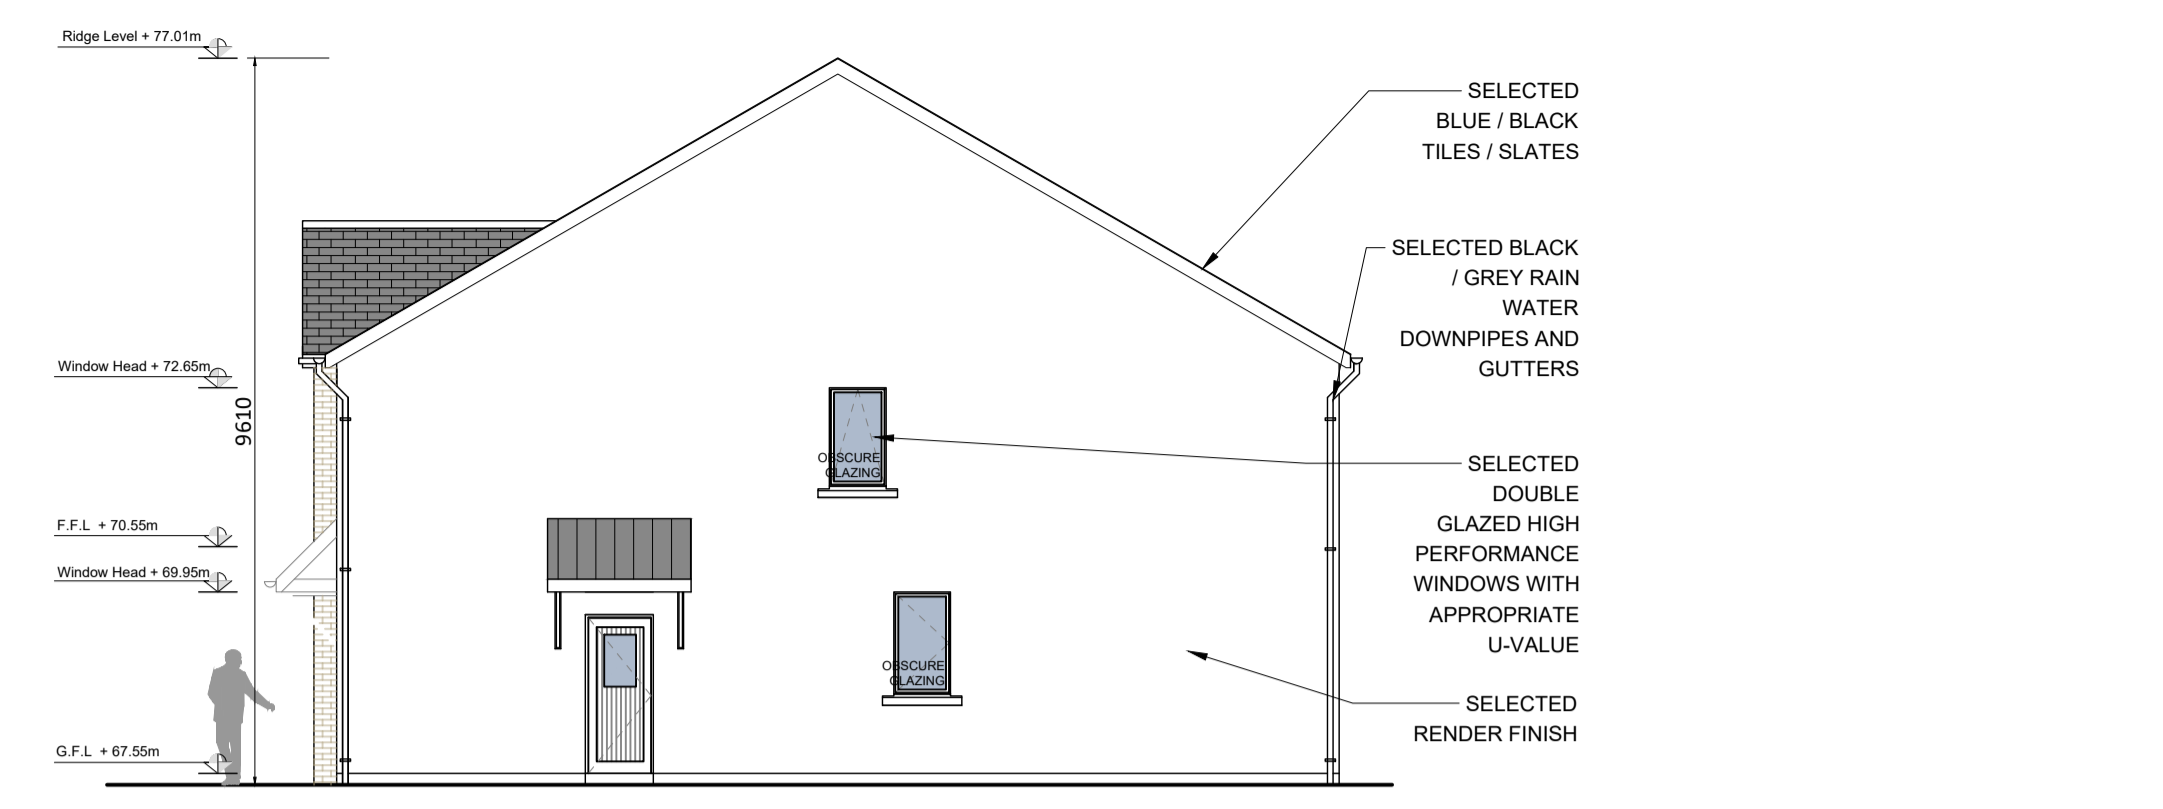 Ridge Level + 77.01m
Window Head + 72.65m
9610
F.F.L + 70.55m
Window Head + 69.95m
G.F.L + 67.55m
OBSCURE
GLAZING
OBSCURE
GLAZING
SELECTED
BLUE / BLACK
TILES / SLATES
SELECTED BLACK
/ GREY RAIN
WATER
DOWNPIPES AND
GUTTERS
SELECTED
DOUBLE
GLAZED HIGH
PERFORMANCE
WINDOWS WITH
APPROPRIATE
U-VALUE
SELECTED
RENDER FINISH